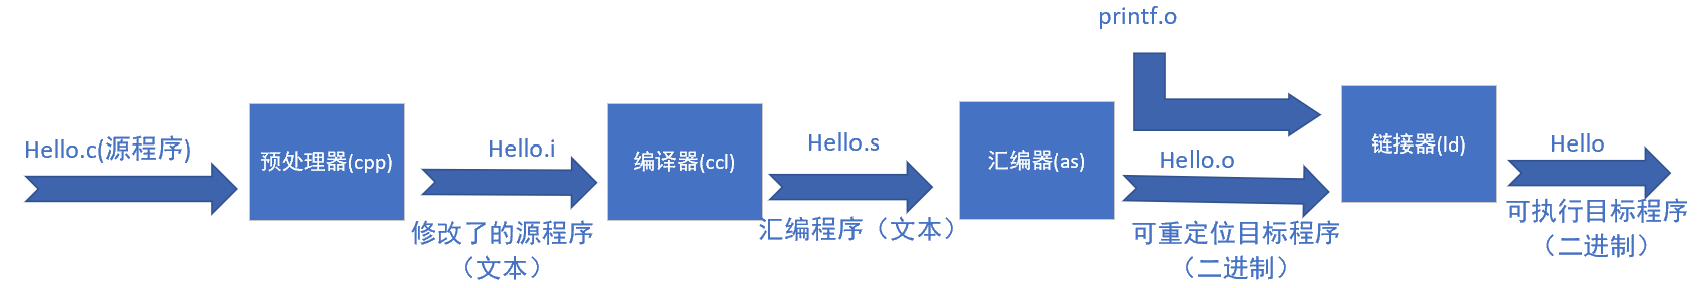 printf.o
Hello.c(源程序)
预处理器(cpp)
Hello.i
修改了的源程序
（文本）
编译器(ccl)
Hello.s
汇编程序（文本）
汇编器(as)
Hello.o
可重定位目标程序
（二进制）
链接器(ld)
Hello
可执行目标程序
（二进制）